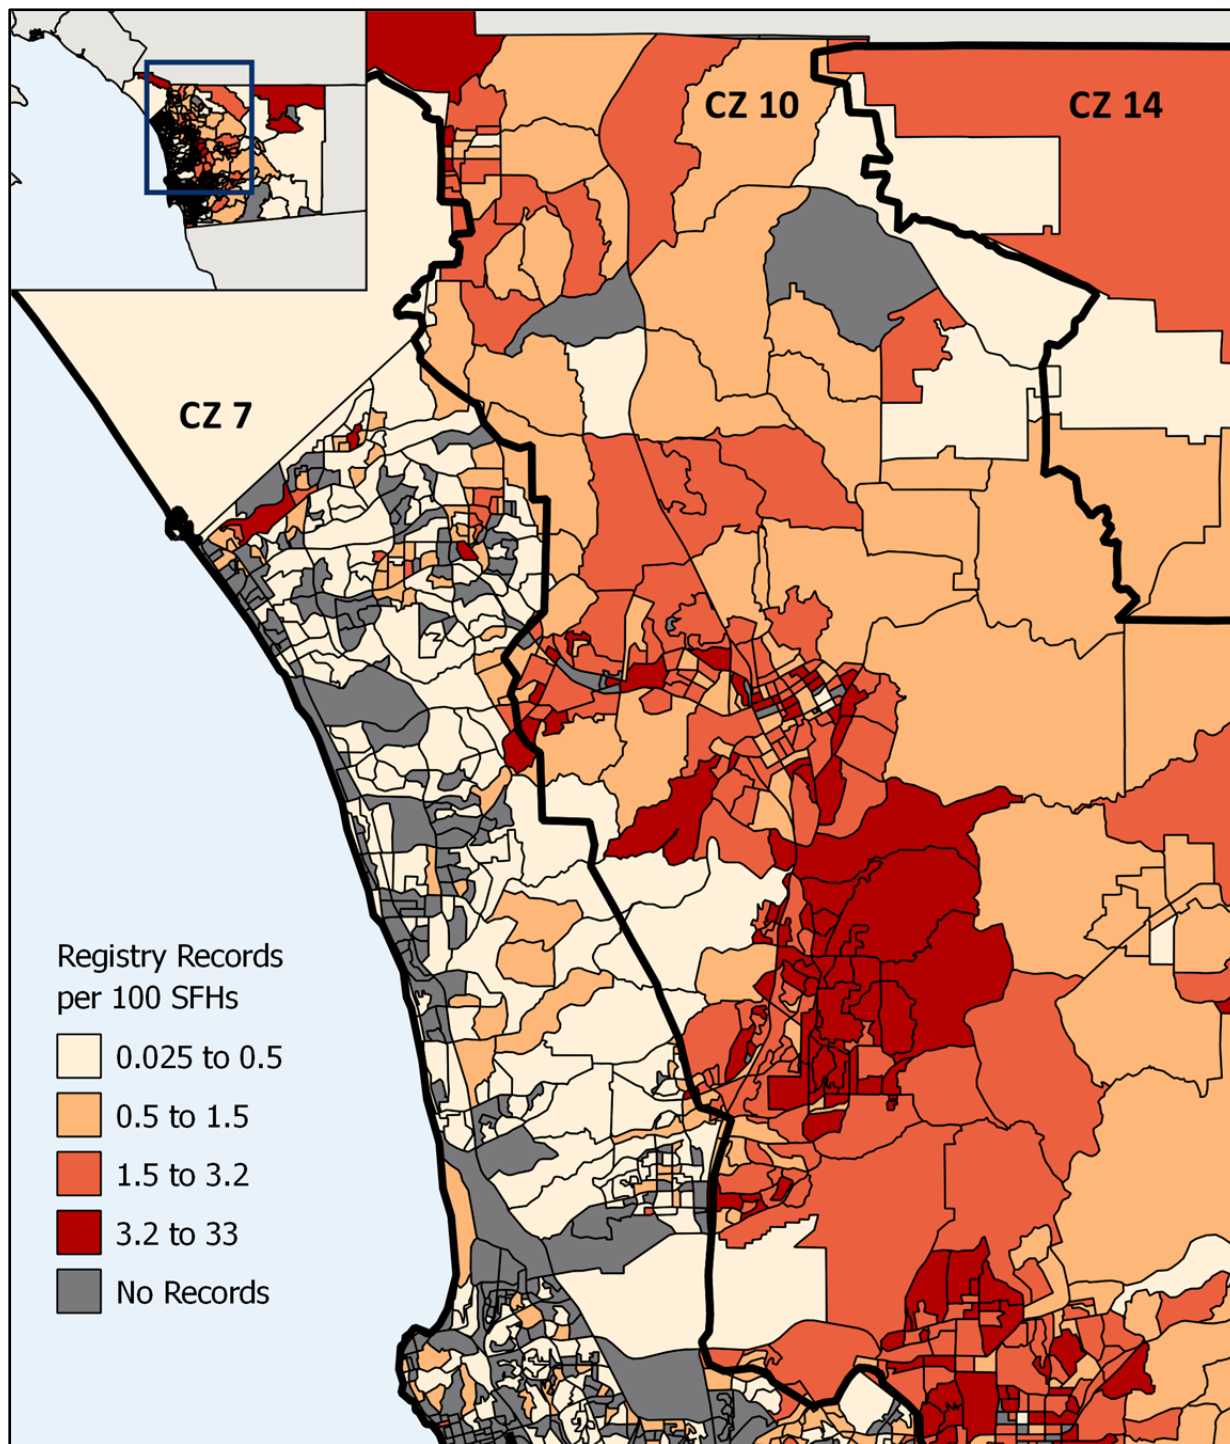 CZ 10
CZ 14
CZ 7
Registry Records
per 100 SFHs
0.025 to 0.5
0.5 to 1.5
1.5 to 3.2
3.2 to 33
No Records